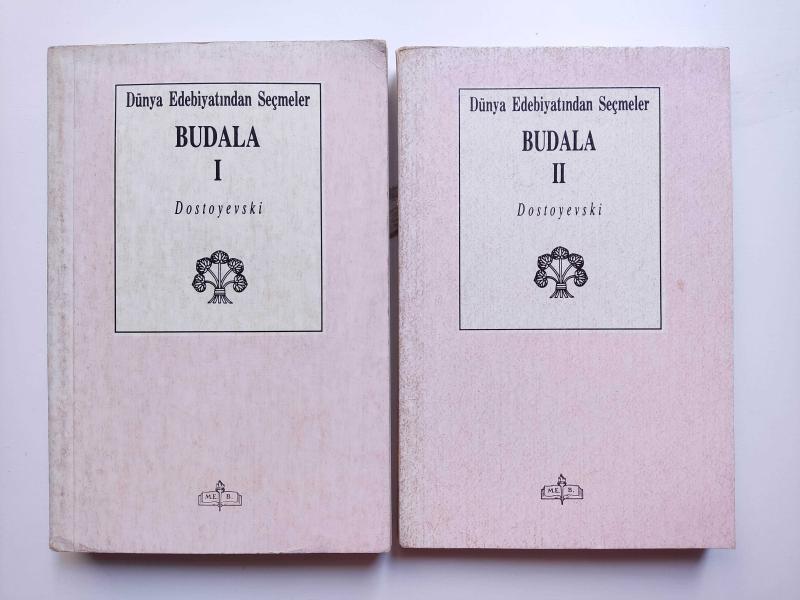 Dünya Edebiyatından Seçmeler
BUDALA
I
Dostoyevski
M.E. B.
Dünya Edebiyatından Seçmeler
BUDALA
II
Dostoyevski
M.E. B.